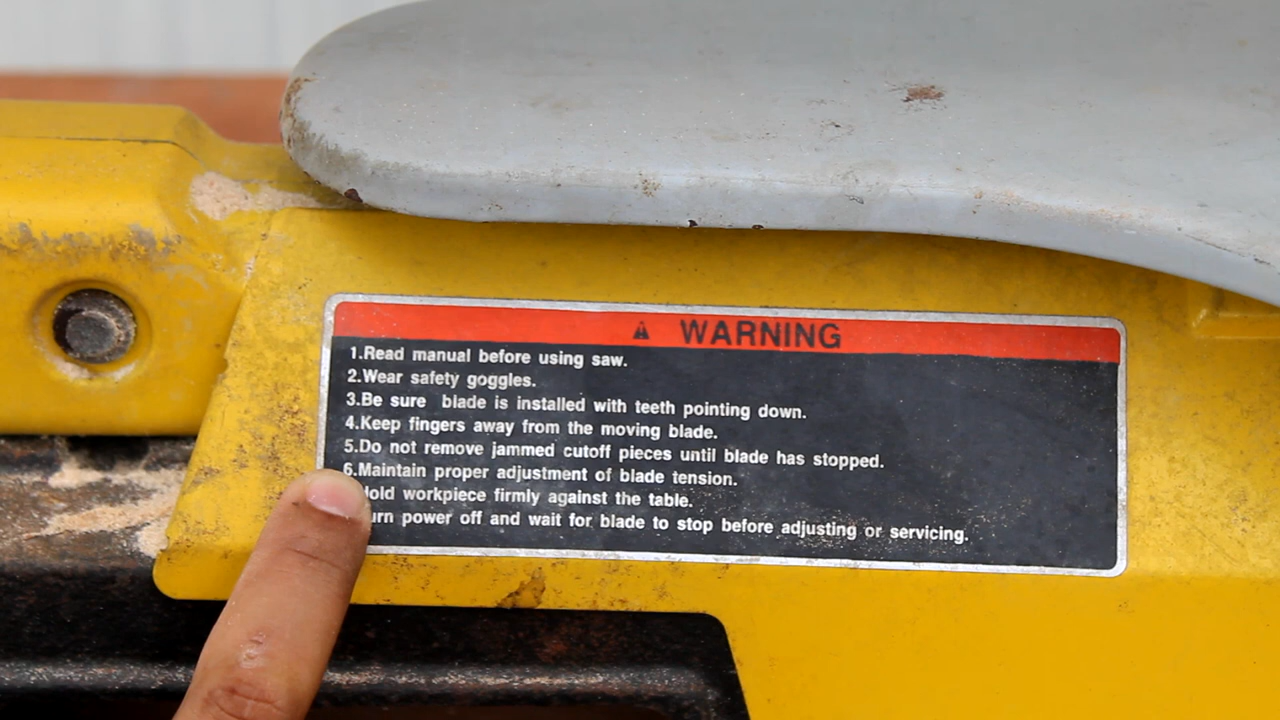 WARNING
1.Read manual before using saw.
2.Wear safety goggles.
3.Be sure blade is installed with teeth pointing down.
4.Keep fingers away from the moving blade.
5.Do not remove jammed cutoff pieces until blade has stopped.
6.Maintain proper adjustment of blade tension.
workpiece firmly against the table.
power off and wait for blade to stop before adjusting or servicing.